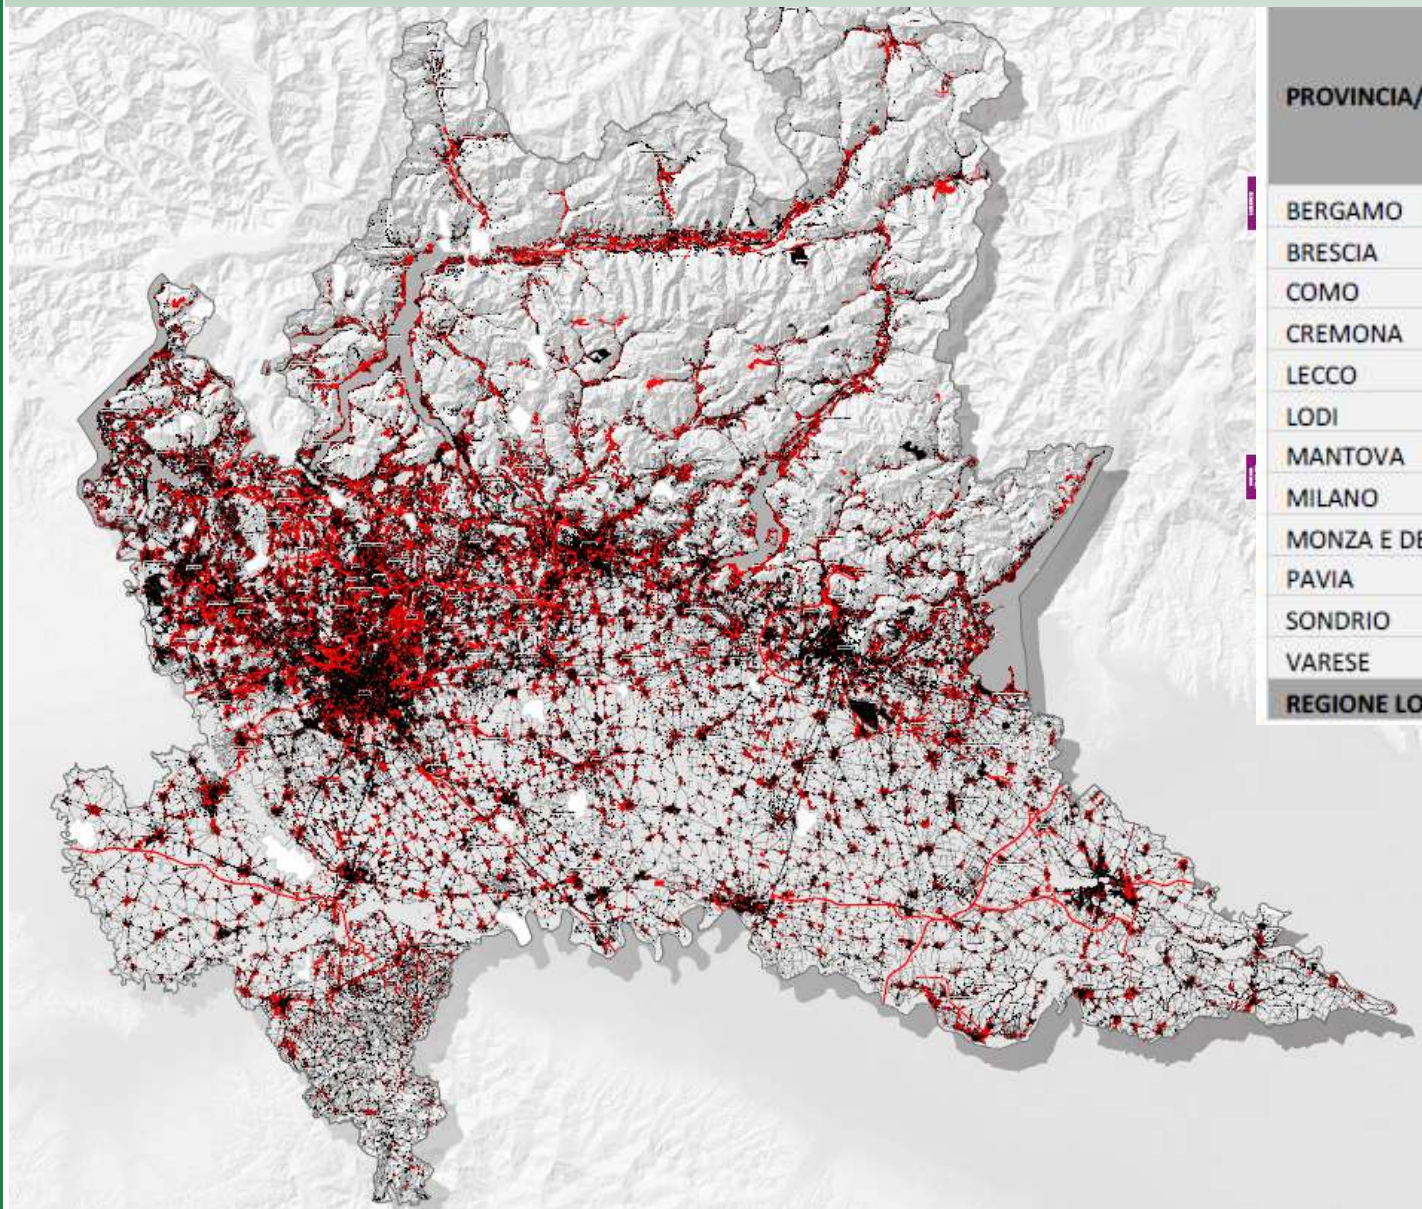 PROVINCIA/
BERGAMO
BRESCIA
COMO
CREMONA
LECCO
LODI
MANTOVA
MILANO
MONZA E DE
PAVIA
SONDRIO
VARESE
REGIONE LO